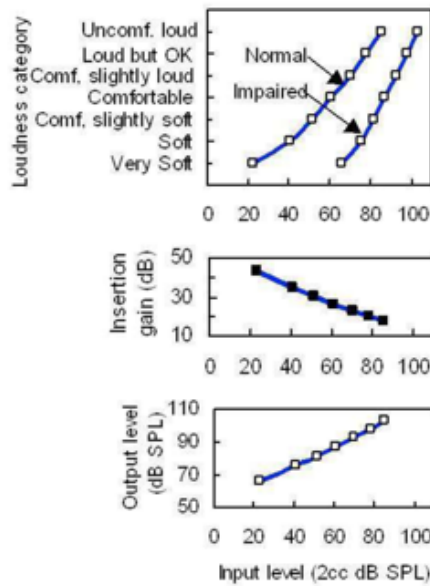 Loudness category
Uncomf. loud
Loud but OK
Comf, slightly loud
Comfortable
Comf, slightly soft
Soft
Very Soft
Normal
Impaired
0 20 40 60 80 100
Insertion
gain (dB)
50
30
10
0 20 40 60 80 100
Output level
(dB SPL)
110
90
70
50
0 20 40 60 80 100
Input level (2cc dB SPL)